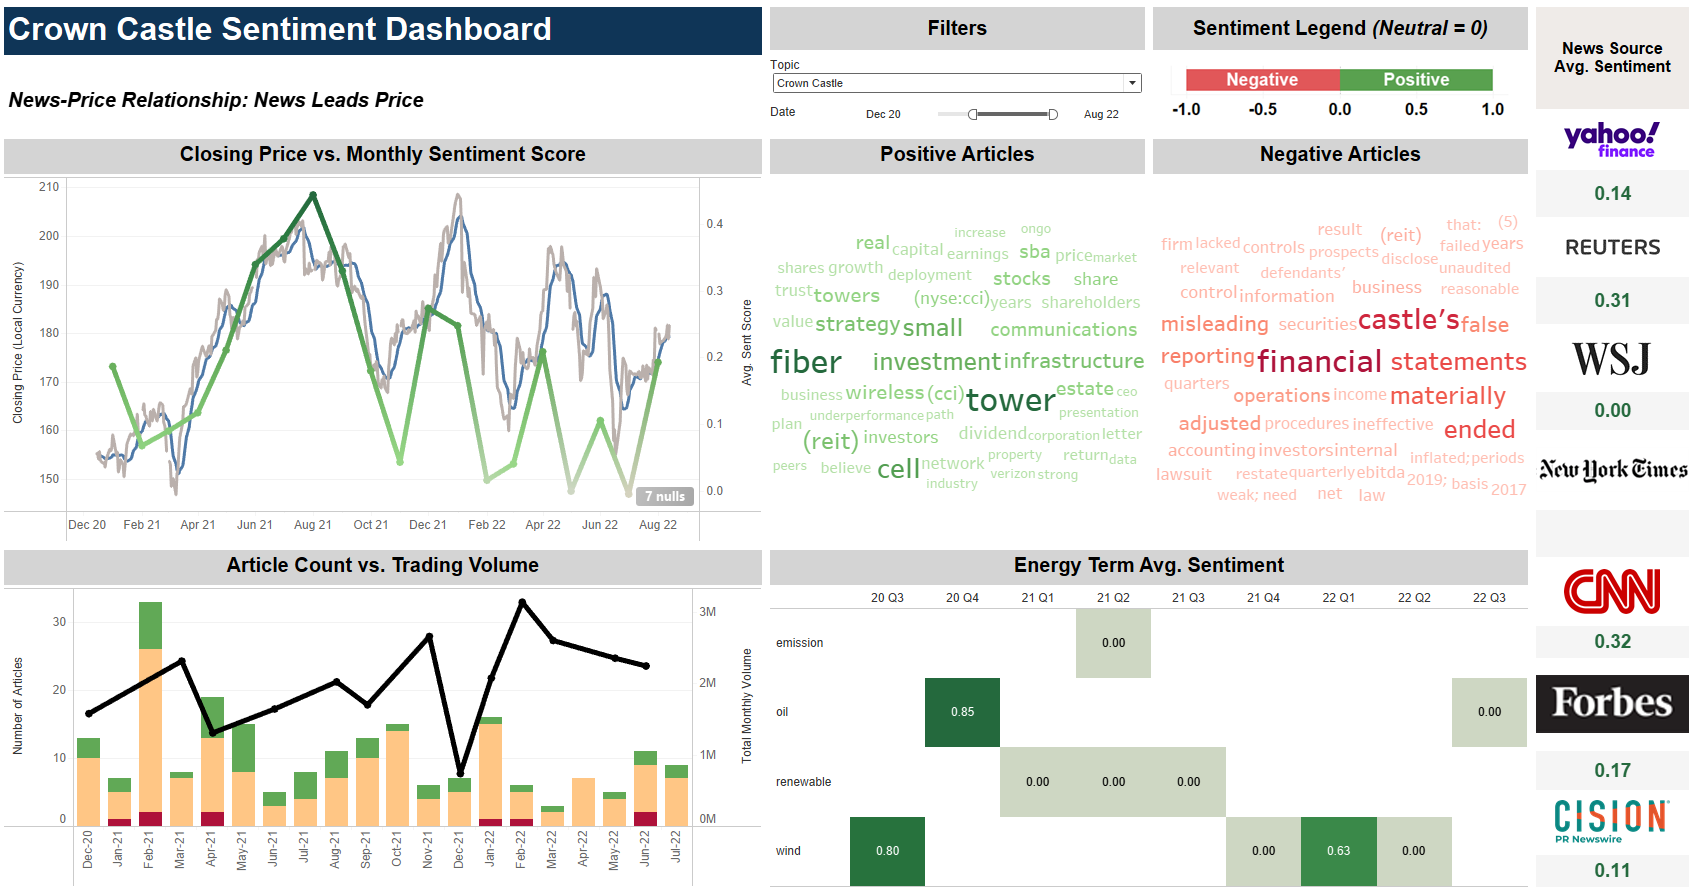 Crown Castle Sentiment Dashboard
News-Price Relationship: News Leads Price
Filters
Topic
Crown Castle
Date
Dec 20
Aug 22
Sentiment Legend (Neutral = 0)
Negative
Positive
-1.0 -0.5 0.0 0.5 1.0
News Source
Avg. Sentiment
yahoo!
finance
0.14
REUTERS
0.31
WSJ
0.00
New York Times
CNN
0.32
Forbes
0.17
CISION
PR Newswire
0.11
Closing Price vs. Monthly Sentiment Score
Closing Price (Local Currency)
210
200
190
180
170
160
150
Avg. Sent Score
0.4
0.3
0.2
0.1
0.0
7 nulls
Dec 20 Feb 21 Apr 21 Jun 21 Aug 21 Oct 21 Dec 21 Feb 22 Apr 22 Jun 22 Aug 22
Positive Articles
increase ongo
real capital earnings sba price market
shares growth deployment stocks share
trust towers (nyse:cci) years shareholders
value strategy small communications
fiber investment infrastructure
business wireless (cci) tower estate ceo
underperformance path presentation
plan (reit) investors dividend corporation letter
peers believe cell network property return data
industry verizon strong
Negative Articles
result that: (5)
firm lacked controls prospects (reit) failed years
relevant defendants’ disclose unaudited
control information business reasonable
misleading securities castle’s false
reporting financial statements
quarters operations income materially
adjusted procedures ineffective ended
accounting investors internal inflated; periods
lawsuit restate quarterly ebitda 2019; basis 2017
weak; need net law
Article Count vs. Trading Volume
Number of Articles
30
20
10
0
Total Monthly Volume
3M
2M
1M
0M
Dec-20 Jan-21 Feb-21 Mar-21 Apr-21 May-21 Jun-21 Jul-21 Aug-21 Sep-21 Oct-21 Nov-21 Dec-21 Jan-22 Feb-22 Mar-22 Apr-22 May-22 Jun-22 Jul-22
Energy Term Avg. Sentiment
20 Q3 20 Q4 21 Q1 21 Q2 21 Q3 21 Q4 22 Q1 22 Q2 22 Q3
emission 0.00
oil 0.85 0.00
renewable 0.00 0.00 0.00
wind 0.80 0.00 0.63 0.00